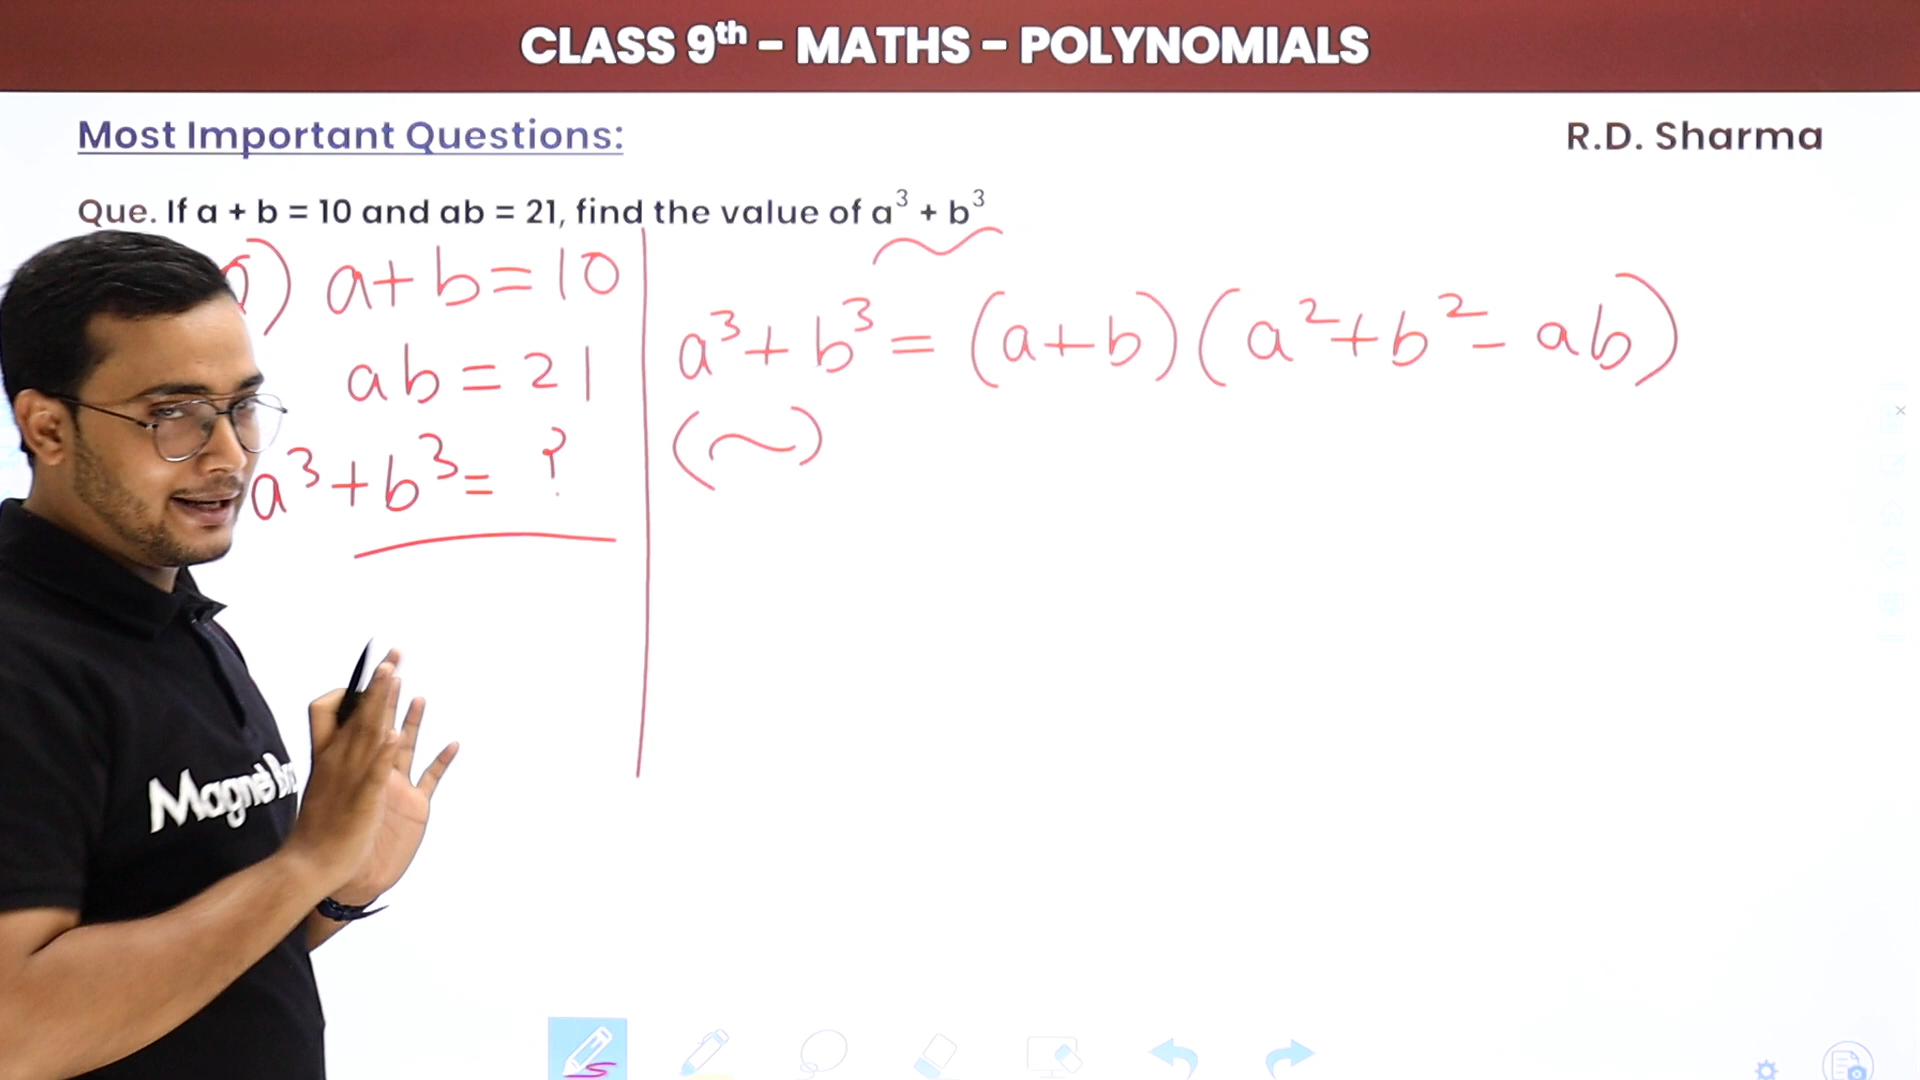 CLASS 9th - MATHS - POLYNOMIALS
Most Important Questions:
R.D. Sharma
Que. If a + b = 10 and ab = 21, find the value of a³ + b³
a+b=10
ab=21
a³+b³= ?
a³+b³=(a+b)(a²+b²-ab)
Magnet